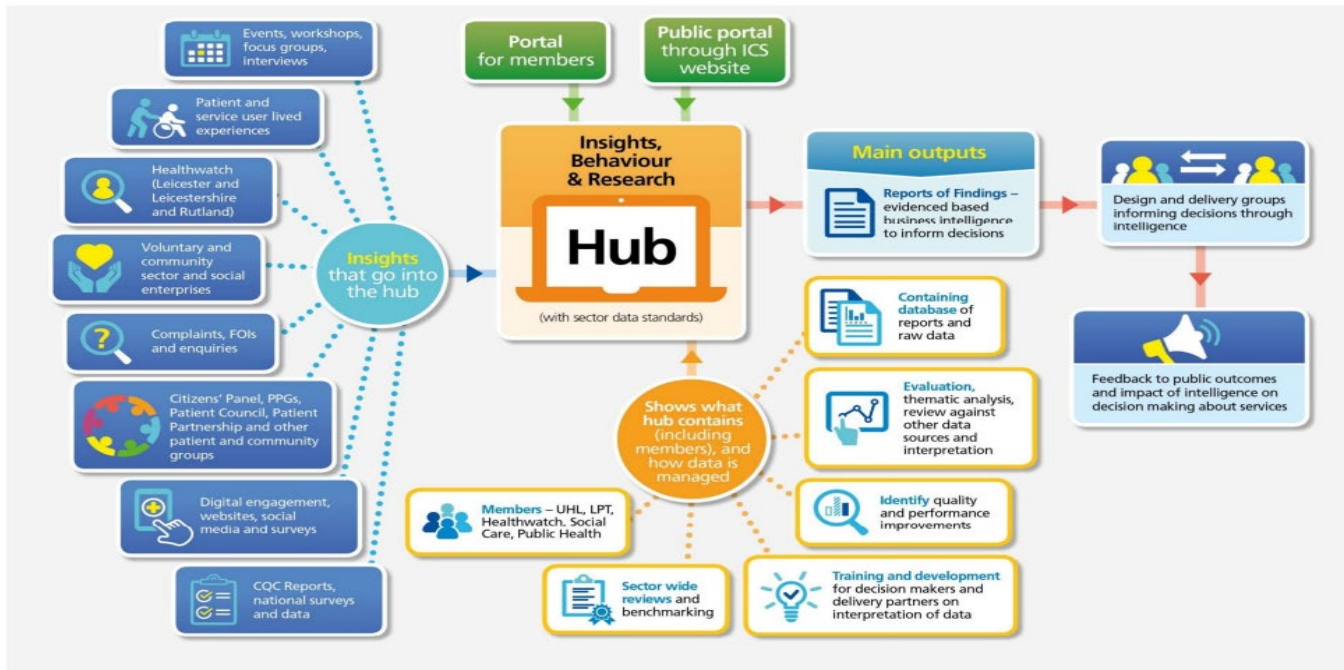 Events, workshops,
focus groups,
interviews
Patient and
service user lived
experiences
Healthwatch
(Leicester and
Leicestershire
and Rutland)
Voluntary and
community
sector and social
enterprises
Complaints, FOIs
and enquiries
Citizens' Panel, PPGs,
Patient Council, Patient
Partnership and other
patient and community
groups
Digital engagement,
websites, social
media and surveys
CQC Reports,
national surveys
and data
Insights
that go into
the hub
Portal
for members
Public portal
through ICS
website
Insights,
Behaviour
& Research
Hub
(with sector data standards)
Main outputs
Reports of Findings –
evidenced based
business intelligence
to inform decisions
Design and delivery groups
informing decisions through
intelligence
Feedback to public outcomes
and impact of intelligence on
decision making about services
Shows what
hub contains
(including
members), and
how data is
managed
Containing
database of
reports and
raw data
Evaluation,
thematic analysis,
review against
other data
sources and
interpretation
Identify quality
and performance
improvements
Training and development
for decision makers and
delivery partners on
interpretation of data
Sector wide
reviews and
benchmarking
Members – UHL, LPT,
Healthwatch, Social
Care, Public Health